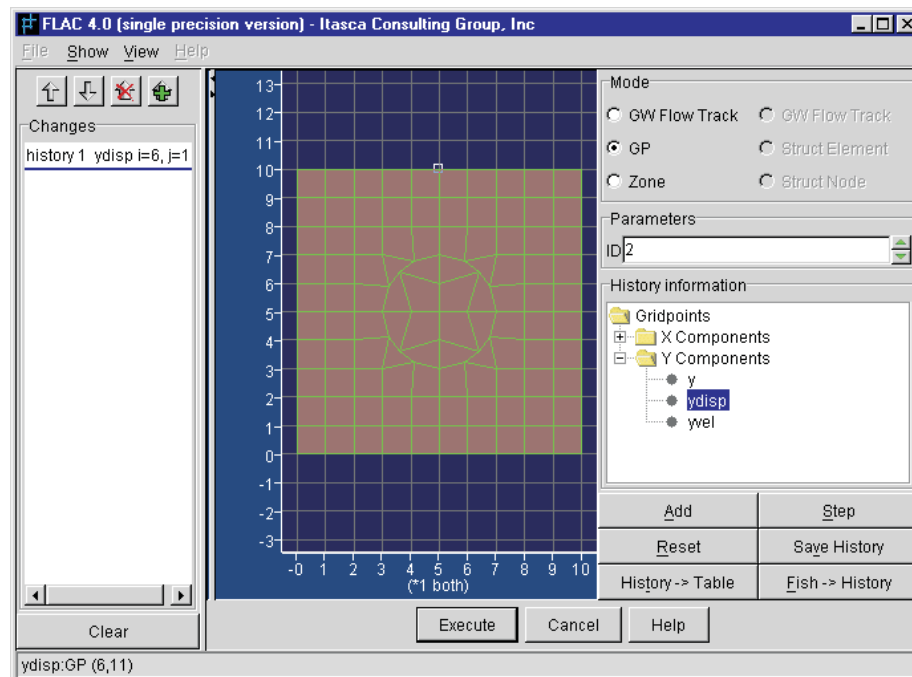 FLAC 4.0 (single precision version) - Itasca Consulting Group, Inc
File Show View Help
Changes
history 1 ydisp i=6, j=1
Clear
13
12
11
10
9
8
7
6
5
4
3
2
1
0
-1
-2
-3
-0 1 2 3 4 5 6 7 8 9 10
(*1 both)
Mode
GW Flow Track GW Flow Track
GP Struct Element
Zone Struct Node
Parameters
ID 2
History information
Gridpoints
X Components
Y Components
y
ydisp
yvel
Add Step
Reset Save History
History -> Table Fish -> History
Execute Cancel Help
ydisp:GP (6,11)